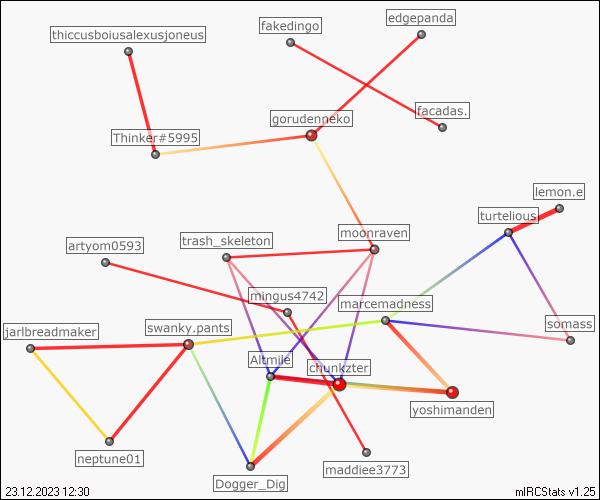 edgepanda
fakedingo
thiccusboiusalexusjoneus
facadas.
gorudenneko
Thinker#5995
lemon.e
turtelious
moonraven
trash_skeleton
artyom0593
mingus4742
marcemadness
somass
swanky.pants
jarlbreadmaker
Altmile
chunkzter
yoshimanden
neptune01
maddiee3773
Dogger_Dig
23.12.2023 12:30
mIRCStats v1.25